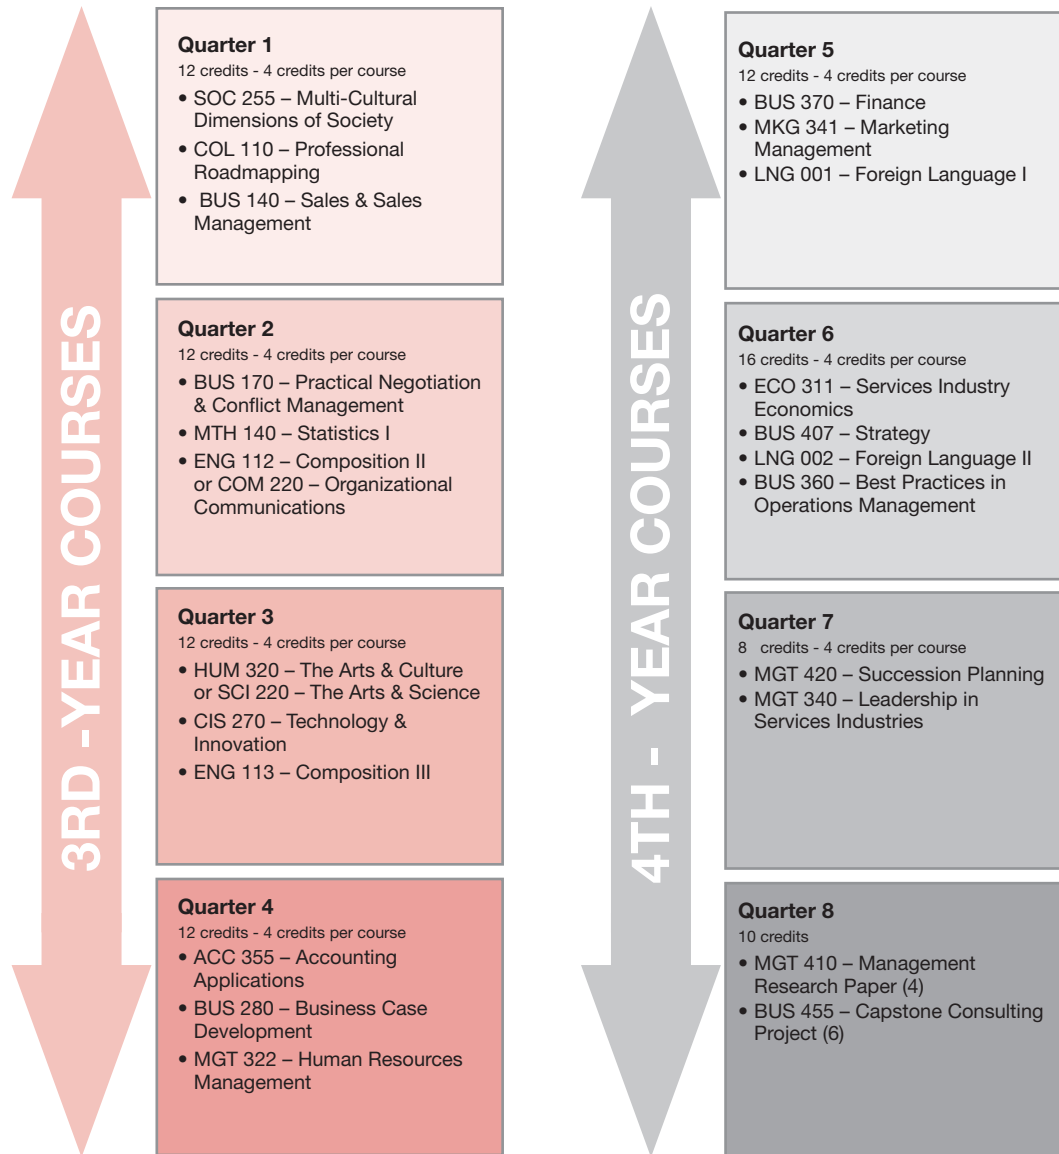 3RD - YEAR COURSES
Quarter 1
12 credits - 4 credits per course
• SOC 255 – Multi-Cultural
Dimensions of Society
• COL 110 – Professional
Roadmapping
• BUS 140 – Sales & Sales
Management
Quarter 2
12 credits - 4 credits per course
• BUS 170 – Practical Negotiation
& Conflict Management
• MTH 140 – Statistics I
• ENG 112 – Composition II
or COM 220 – Organizational
Communications
Quarter 3
12 credits - 4 credits per course
• HUM 320 – The Arts & Culture
or SCI 220 – The Arts & Science
• CIS 270 – Technology &
Innovation
• ENG 113 – Composition III
Quarter 4
12 credits - 4 credits per course
• ACC 355 – Accounting
Applications
• BUS 280 – Business Case
Development
• MGT 322 – Human Resources
Management
4TH - YEAR COURSES
Quarter 5
12 credits - 4 credits per course
• BUS 370 – Finance
• MKG 341 – Marketing
Management
• LNG 001 – Foreign Language I
Quarter 6
16 credits - 4 credits per course
• ECO 311 – Services Industry
Economics
• BUS 407 – Strategy
• LNG 002 – Foreign Language II
• BUS 360 – Best Practices in
Operations Management
Quarter 7
8 credits - 4 credits per course
• MGT 420 – Succession Planning
• MGT 340 – Leadership in
Services Industries
Quarter 8
10 credits
• MGT 410 – Management
Research Paper (4)
• BUS 455 – Capstone Consulting
Project (6)